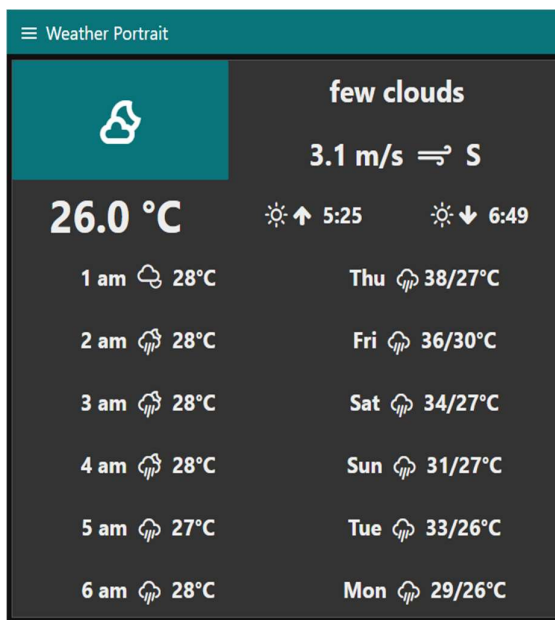 Weather Portrait
few clouds
3.1 m/s S
26.0 °C 5:25 6:49
1 am 28°C Thu 38/27°C
2 am 28°C Fri 36/30°C
3 am 28°C Sat 34/27°C
4 am 28°C Sun 31/27°C
5 am 27°C Tue 33/26°C
6 am 28°C Mon 29/26°C